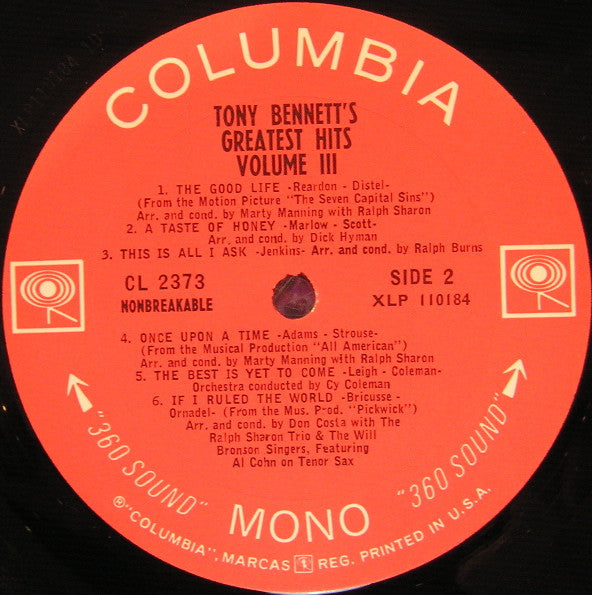 COLUMBIA
TONY BENNETT'S
GREATEST HITS
VOLUME III
1. THE GOOD LIFE -Reardon - Distel-
(From the Motion Picture "The Seven Capital Sins")
Arr. and cond. by Marty Manning with Ralph Sharon
2. A TASTE OF HONEY -Marlow - Scott-
Arr. and cond. by Dick Hyman
3. THIS IS ALL I ASK -Jenkins- Arr. and cond. by Ralph Burns
CL 2373
NONBREAKABLE
SIDE 2
XLP 110184
4. ONCE UPON A TIME -Adams - Strouse-
(From the Musical Production "All American")
Arr. and cond. by Marty Manning with Ralph Sharon
5. THE BEST IS YET TO COME -Leigh - Coleman-
Orchestra conducted by Cy Coleman
6. IF I RULED THE WORLD -Bricusse -
Ornadel- (From the Mus. Prod. "Pickwick")
Arr. and cond. by Don Costa with The
Ralph Sharon Trio & The Will
Bronson Singers, Featuring
Al Cohn on Tenor Sax
"360 SOUND"
MONO
"360 SOUND"
® "COLUMBIA", MARCAS REG. PRINTED IN U.S.A.